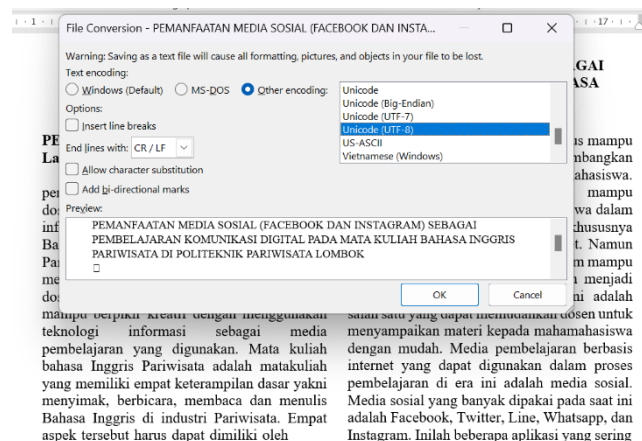 File Conversion - PEMANFAATAN MEDIA SOSIAL (FACEBOOK DAN INSTA...
Warning: Saving as a text file will cause all formatting, pictures, and objects in your file to be lost.
Text encoding:
Windows (Default) MS-DOS Other encoding:
Unicode
Unicode (Big-Endian)
Unicode (UTF-7)
Unicode (UTF-8)
US-ASCII
Vietnamese (Windows)
Options:
Insert line breaks
End lines with: CR / LF
Allow character substitution
Add bi-directional marks
Preview:
PEMANFAATAN MEDIA SOSIAL (FACEBOOK DAN INSTAGRAM) SEBAGAI
PEMBELAJARAN KOMUNIKASI DIGITAL PADA MATA KULIAH BAHASA INGGRIS
PARIWISATA DI POLITEKNIK PARIWISATA LOMBOK
OK Cancel
mampu berpikir kreatif dengan menggunakan
teknologi informasi sebagai media
pembelajaran yang digunakan. Mata kuliah
bahasa Inggris Pariwisata adalah matakuliah
yang memiliki empat keterampilan dasar yakni
menyimak, berbicara, membaca dan menulis
Bahasa Inggris di industri Pariwisata. Empat
aspek tersebut harus dapat dimiliki oleh
GAI
ASA
us mampu
mbangkan
ahasiswa.
mampu
wa dalam
khususnya
t. Namun
m mampu
menjadi
ni adalah
salah satu yang dapat memudahkan dosen untuk
menyampaikan materi kepada mahamahasiswa
dengan mudah. Media pembelajaran berbasis
internet yang dapat digunakan dalam proses
pembelajaran di era ini adalah media sosial.
Media sosial yang banyak dipakai pada saat ini
adalah Facebook, Twitter, Line, Whatsapp, dan
Instagram. Inilah beberapa aplikasi yang sering